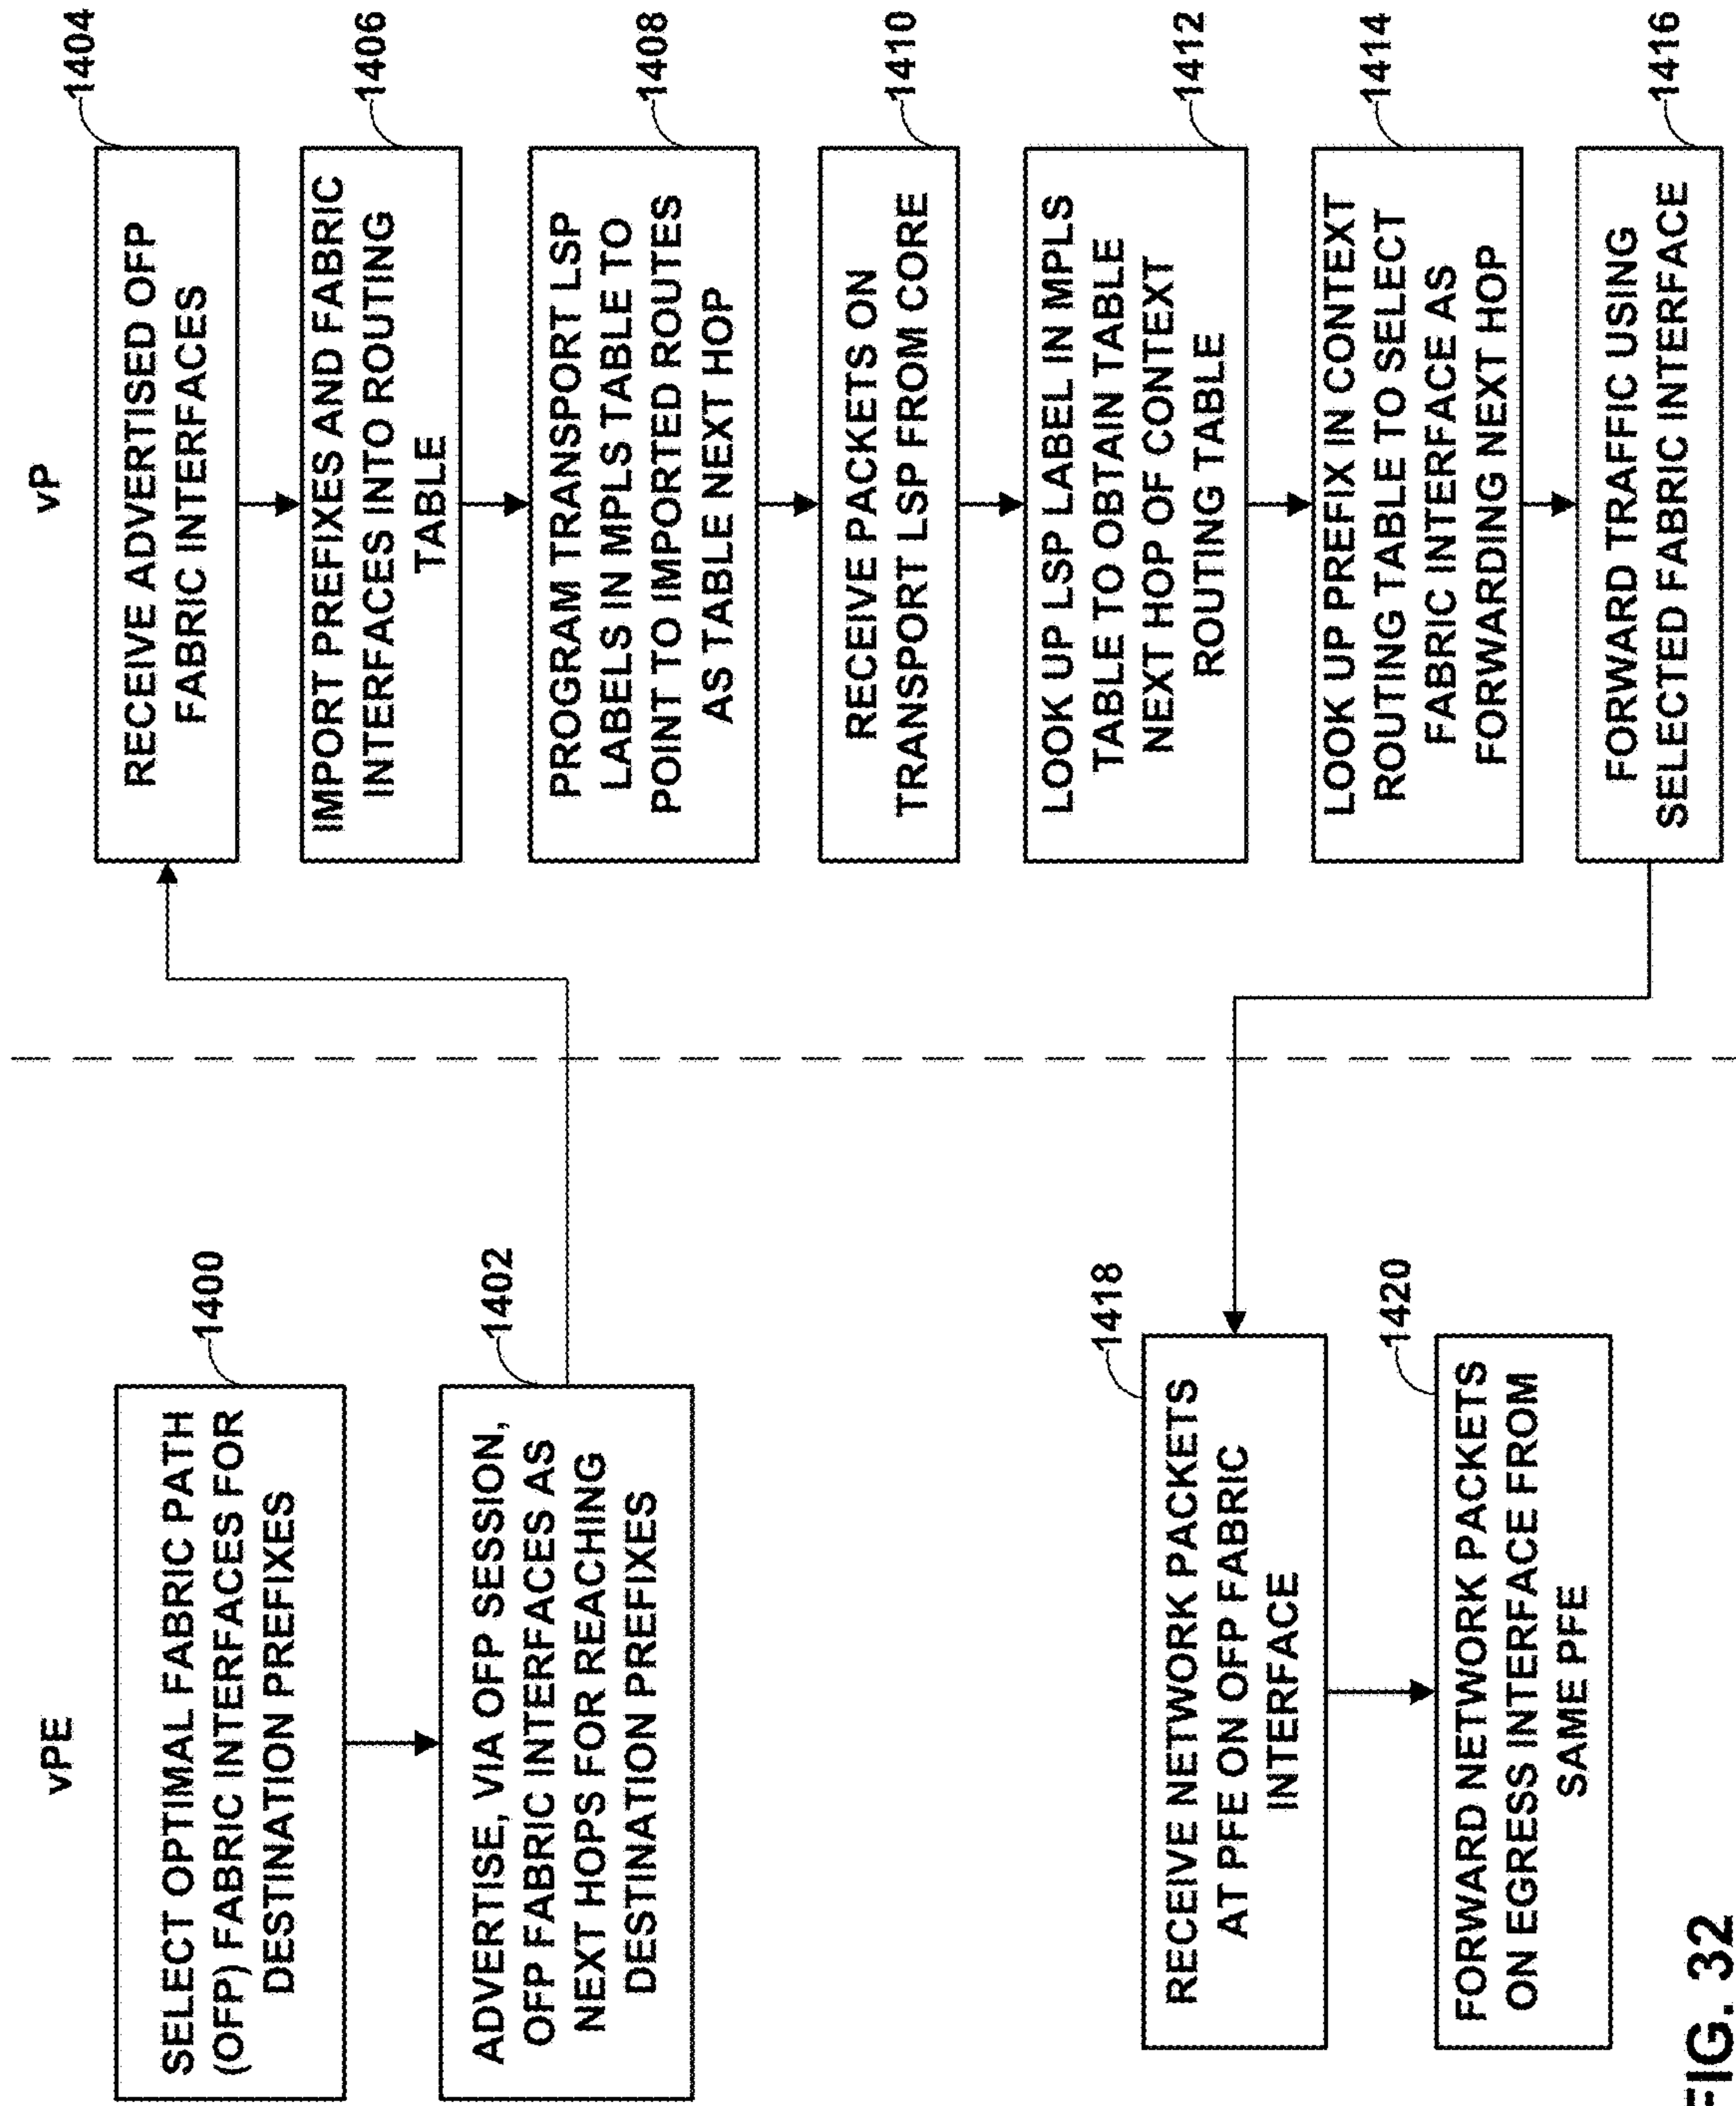 vPE
SELECT OPTIMAL FABRIC PATH
(OFP) FABRIC INTERFACES FOR
DESTINATION PREFIXES
1400
ADVERTISE, VIA OFP SESSION,
OFP FABRIC INTERFACES AS
NEXT HOPS FOR REACHING
DESTINATION PREFIXES
1402
vP
RECEIVE ADVERTISED OFP
FABRIC INTERFACES
1404
IMPORT PREFIXES AND FABRIC
INTERFACES INTO ROUTING
TABLE
1406
PROGRAM TRANSPORT LSP
LABELS IN MPLS TABLE TO
POINT TO IMPORTED ROUTES
AS TABLE NEXT HOP
1408
RECEIVE PACKETS ON
TRANSPORT LSP FROM CORE
1410
LOOK UP LSP LABEL IN MPLS
TABLE TO OBTAIN TABLE
NEXT HOP OF CONTEXT
ROUTING TABLE
1412
LOOK UP PREFIX IN CONTEXT
ROUTING TABLE TO SELECT
FABRIC INTERFACE AS
FORWARDING NEXT HOP
1414
FORWARD TRAFFIC USING
SELECTED FABRIC INTERFACE
1416
RECEIVE NETWORK PACKETS
AT PFE ON OFP FABRIC
INTERFACE
1418
FORWARD NETWORK PACKETS
ON EGRESS INTERFACE FROM
SAME PFE
1420
FIG. 32